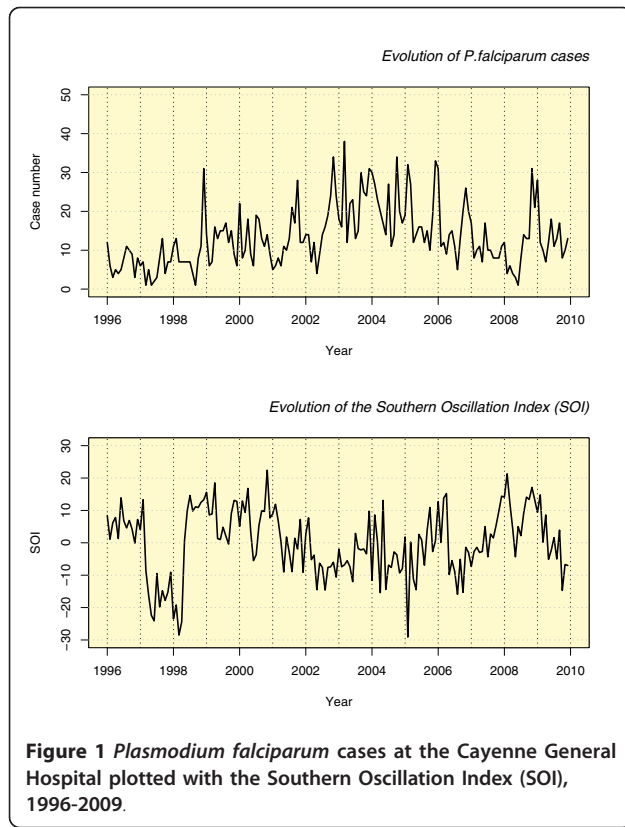 Evolution of P.falciparum cases
50
40
30
20
10
0
Case number
1996 1998 2000 2002 2004 2006 2008 2010
Year
Evolution of the Southern Oscillation Index (SOI)
30
20
10
0
−10
−20
−30
SOI
1996 1998 2000 2002 2004 2006 2008 2010
Year
Figure 1 Plasmodium falciparum cases at the Cayenne General
Hospital plotted with the Southern Oscillation Index (SOI),
1996-2009.